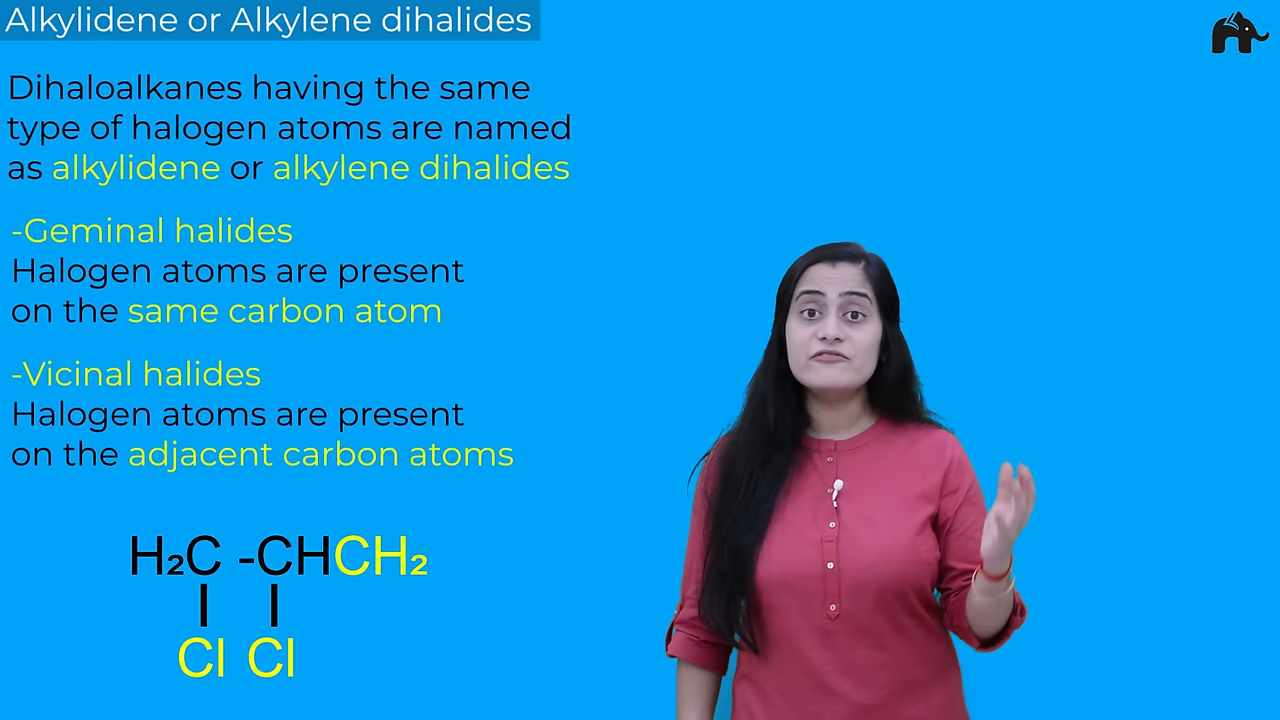 Alkylidene or Alkylene dihalides
Dihaloalkanes having the same
type of halogen atoms are named
as alkylidene or alkylene dihalides
-Geminal halides
Halogen atoms are present
on the same carbon atom
-Vicinal halides
Halogen atoms are present
on the adjacent carbon atoms
H₂C -CHCH₂
Cl Cl